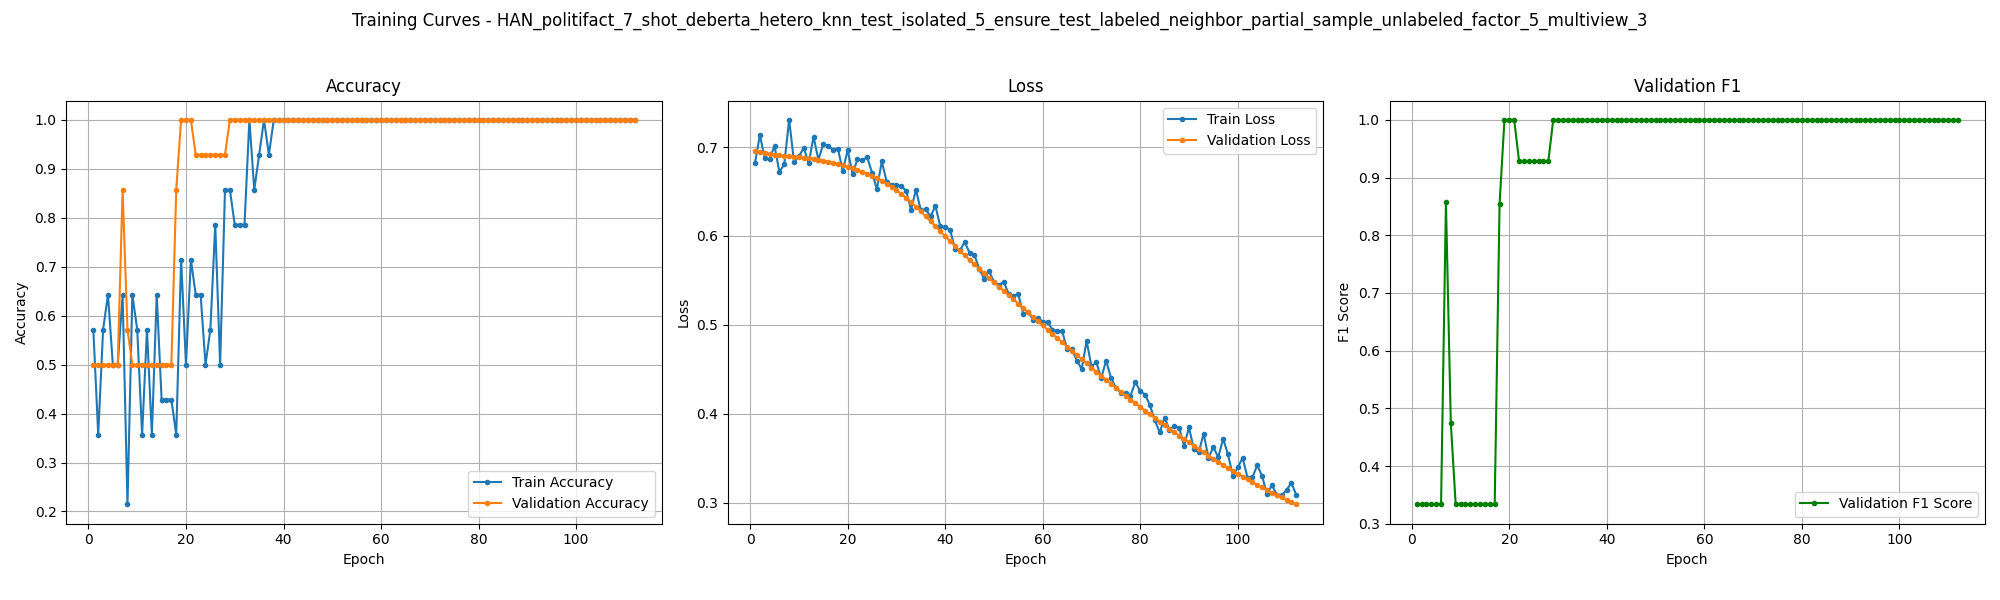 Training Curves - HAN_politifact_7_shot_deberta_hetero_knn_test_isolated_5_ensure_test_labeled_neighbor_partial_sample_unlabeled_factor_5_multiview_3
Accuracy
1.0
0.9
0.8
0.7
0.6
0.5
0.4
0.3
0.2
Accuracy
Train Accuracy
Validation Accuracy
0 20 40 60 80 100
Epoch
Loss
0.7
0.6
0.5
0.4
0.3
Loss
Train Loss
Validation Loss
0 20 40 60 80 100
Epoch
Validation F1
1.0
0.9
0.8
0.7
0.6
0.5
0.4
0.3
F1 Score
Validation F1 Score
0 20 40 60 80 100
Epoch